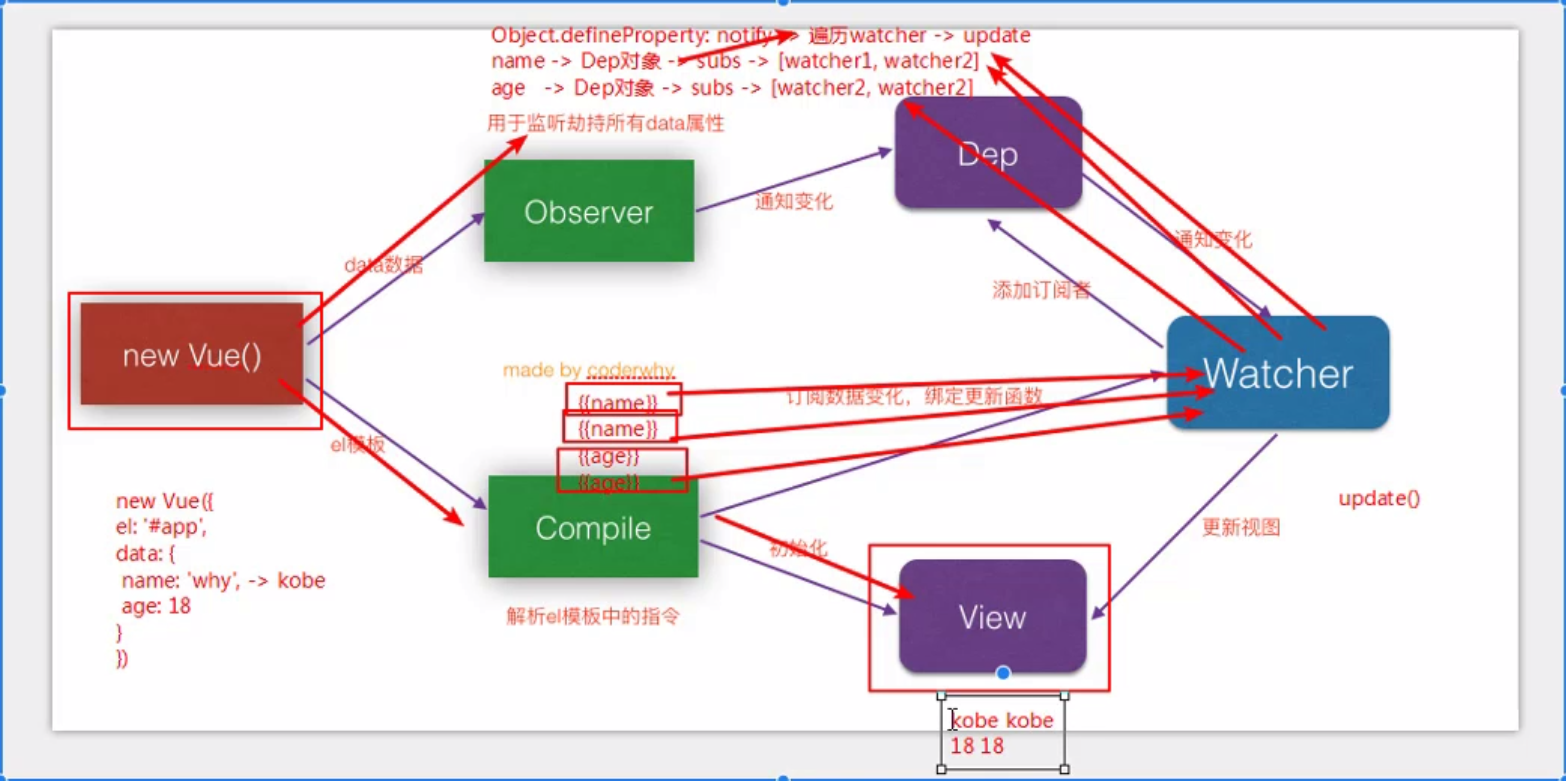 Object.defineProperty: notify -> 遍历watcher -> update
name -> Dep对象 -> subs -> [watcher1, watcher2]
age -> Dep对象 -> subs -> [watcher2, watcher2]
用于监听劫持所有data属性
Dep
Observer
通知变化
通知变化
data数据
添加订阅者
new Vue()
made by coderwhy
Watcher
{{name}}
订阅数据变化，绑定更新函数
{{name}}
el模板
{{age}}
{{age}}
new Vue({
el: '#app',
data: {
name: 'why', -> kobe
age: 18
}
})
Compile
初始化
update()
更新视图
解析el模板中的指令
View
kobe kobe
18 18